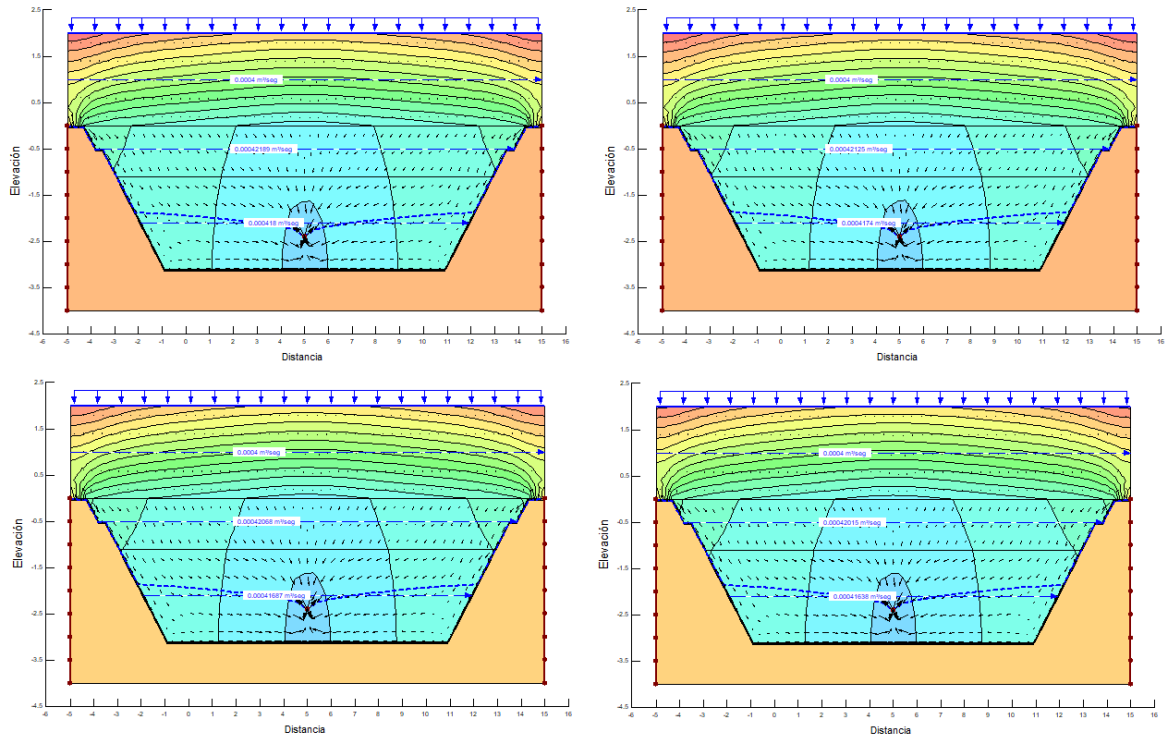 2.5
1.5
0.5
-0.5
-1.5
-2.5
-3.5
-4.5
Elevación
0.0004 m³/seg
0.00042189 m³/seg
0.000418 m³/seg
-6 -5 -4 -3 -2 -1 0 1 2 3 4 5 6 7 8 9 10 11 12 13 14 15 16
Distancia
2.5
1.5
0.5
-0.5
-1.5
-2.5
-3.5
-4.5
Elevación
0.0004 m³/seg
0.00042125 m³/seg
0.0004174 m³/seg
-6 -5 -4 -3 -2 -1 0 1 2 3 4 5 6 7 8 9 10 11 12 13 14 15 16
Distancia
2.5
1.5
0.5
-0.5
-1.5
-2.5
-3.5
-4.5
Elevación
0.0004 m³/seg
0.00042068 m³/seg
0.00041687 m³/seg
-6 -5 -4 -3 -2 -1 0 1 2 3 4 5 6 7 8 9 10 11 12 13 14 15 16
Distancia
2.5
1.5
0.5
-0.5
-1.5
-2.5
-3.5
-4.5
Elevación
0.0004 m³/seg
0.00042015 m³/seg
0.00041638 m³/seg
-6 -5 -4 -3 -2 -1 0 1 2 3 4 5 6 7 8 9 10 11 12 13 14 15 16
Distancia